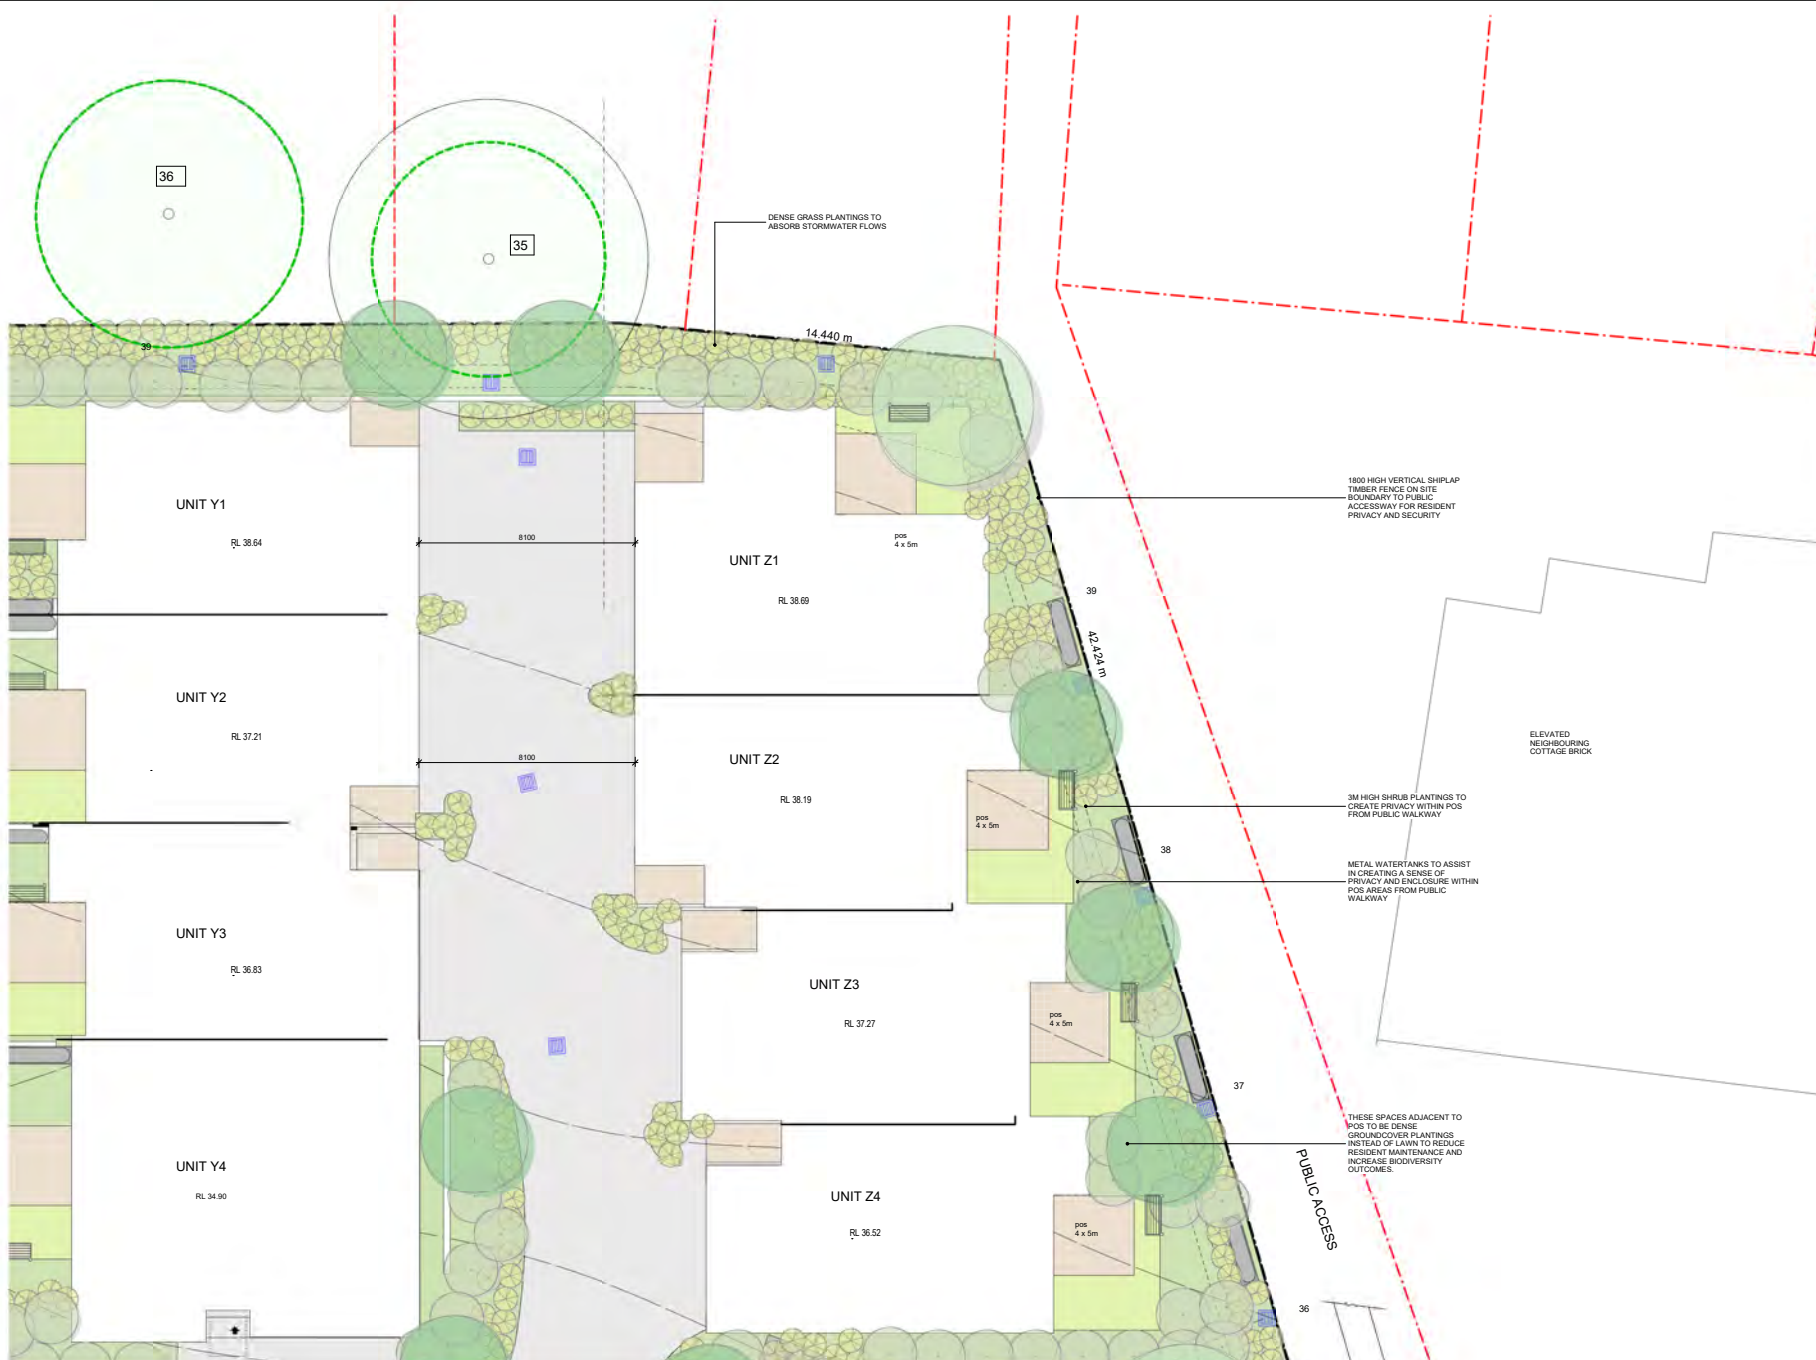 36
35
DENSE GRASS PLANTINGS TO
ABSORB STORMWATER FLOWS
14.440 m
39
UNIT Y1
RL 38.64
8100
pos
4 x 5m
UNIT Z1
RL 38.69
1800 HIGH VERTICAL SHIPLAP
TIMBER FENCE ON SITE
BOUNDARY TO PUBLIC
ACCESSWAY FOR RESIDENT
PRIVACY AND SECURITY
39
42.424 m
UNIT Y2
RL 37.21
8100
UNIT Z2
RL 38.19
pos
4 x 5m
ELEVATED
NEIGHBOURING
COTTAGE BRICK
3M HIGH SHRUB PLANTINGS TO
CREATE PRIVACY WITHIN POS
FROM PUBLIC WALKWAY
38
METAL WATERTANKS TO ASSIST
IN CREATING A SENSE OF
PRIVACY AND ENCLOSURE WITHIN
POS AREAS FROM PUBLIC
WALKWAY
UNIT Y3
RL 36.83
UNIT Z3
RL 37.27
pos
4 x 5m
37
THESE SPACES ADJACENT TO
POS TO BE DENSE
GROUNDCOVER PLANTINGS
INSTEAD OF LAWN TO REDUCE
RESIDENT MAINTENANCE AND
INCREASE BIODIVERSITY
OUTCOMES.
UNIT Y4
RL 34.90
UNIT Z4
RL 36.52
pos
4 x 5m
PUBLIC ACCESS
36